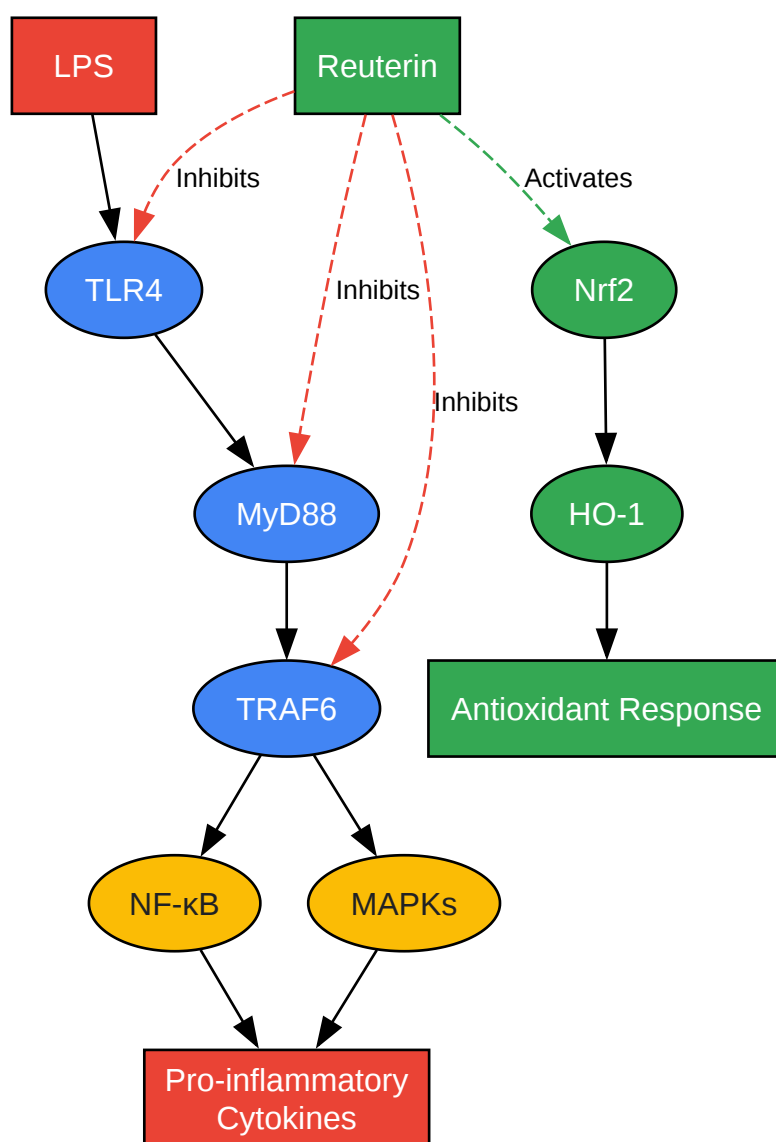 LPS
Reuterin
Inhibits
Activates
TLR4
Inhibits
Nrf2
Inhibits
MyD88
HO-1
TRAF6
Antioxidant Response
NF-κB
MAPKs
Pro-inflammatory
Cytokines